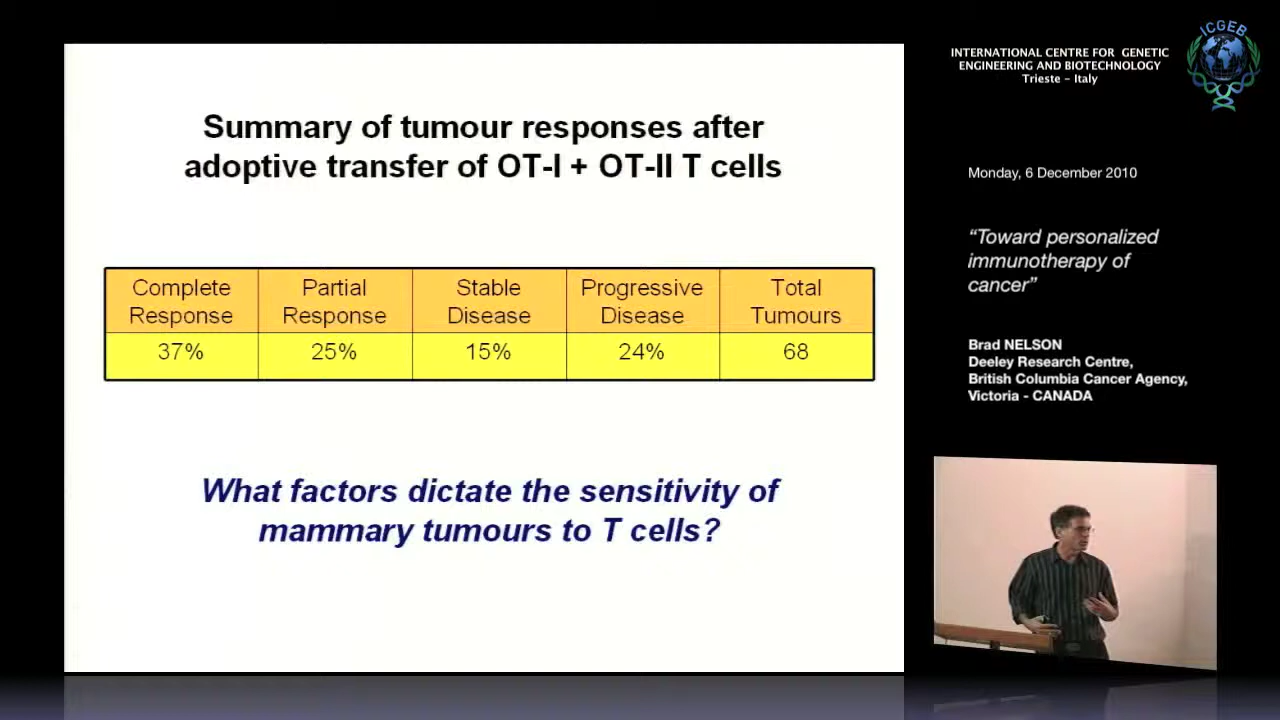 Summary of tumour responses after
adoptive transfer of OT-I + OT-II T cells
Complete Response
Partial Response
Stable Disease
Progressive Disease
Total Tumours
37%
25%
15%
24%
68
What factors dictate the sensitivity of
mammary tumours to T cells?
ICGEB
INTERNATIONAL CENTRE FOR GENETIC
ENGINEERING AND BIOTECHNOLOGY
Trieste - Italy
Monday, 6 December 2010
“Toward personalized
immunotherapy of
cancer”
Brad NELSON
Deeley Research Centre,
British Columbia Cancer Agency,
Victoria - CANADA